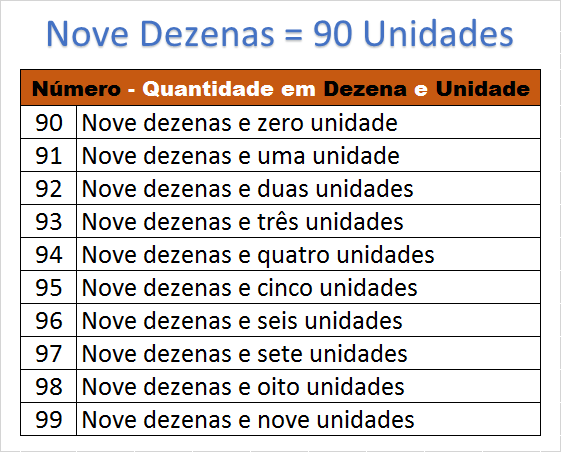 Nove Dezenas = 90 Unidades
Número - Quantidade em Dezena e Unidade
90 Nove dezenas e zero unidade
91 Nove dezenas e uma unidade
92 Nove dezenas e duas unidades
93 Nove dezenas e três unidades
94 Nove dezenas e quatro unidades
95 Nove dezenas e cinco unidades
96 Nove dezenas e seis unidades
97 Nove dezenas e sete unidades
98 Nove dezenas e oito unidades
99 Nove dezenas e nove unidades